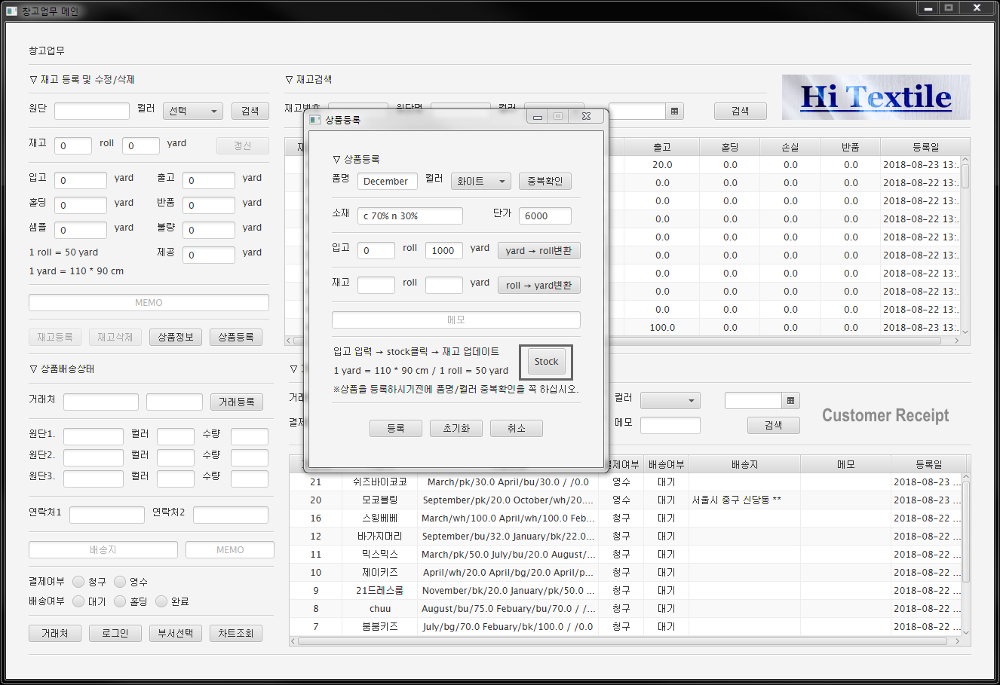 창고업무 메인
창고업무
▽ 재고 등록 및 수정/삭제
▽ 재고검색
Hi Textile
원단 컬러 선택 검색
검색
재고 0 roll 0 yard 갱신
출고 홀딩 손실 반품 등록일
20.0 0.0 0.0 0.0 2018-08-23 13:.
0.0 0.0 0.0 0.0 2018-08-23 13:.
0.0 0.0 0.0 0.0 2018-08-23 13:.
0.0 0.0 0.0 0.0 2018-08-22 13:.
0.0 0.0 0.0 0.0 2018-08-22 13:.
0.0 0.0 0.0 0.0 2018-08-22 13:.
0.0 0.0 0.0 0.0 2018-08-22 13:.
0.0 0.0 0.0 0.0 2018-08-22 13:.
0.0 0.0 0.0 0.0 2018-08-22 13:.
100.0 0.0 0.0 0.0 2018-08-22 13:.
입고 0 yard 출고 0 yard
홀딩 0 yard 반품 0 yard
샘플 0 yard 불량 0 yard
1 roll = 50 yard 제공 0 yard
1 yard = 110 * 90 cm
MEMO
재고등록 재고삭제 상품정보 상품등록
상품등록
▽ 상품등록
품명 December 컬러 화이트 중복확인
소재 c 70% n 30% 단가 6000
입고 0 roll 1000 yard yard → roll변환
재고 roll yard roll → yard변환
메모
입고 입력 → stock클릭 → 재고 업데이트
1 yard = 110 * 90 cm / 1 roll = 50 yard
Stock
※상품을 등록하시기전에 품명/컬러 중복확인을 꼭 하십시오.
등록 초기화 취소
▽ 상품배송상태
거래처 거래등록
컬러
메모 검색
Customer Receipt
원단1. 컬러 수량
원단2. 컬러 수량
원단3. 컬러 수량
연락처1 연락처2
배송지 MEMO
결제여부 청구 영수
배송여부 대기 홀딩 완료
거래처 로그인 부서선택 차트조회
배송여부 배송지 메모 등록일
21 쉬즈바이코코 March/pk/30.0 April/bu/30.0 / /0.0 영수 대기 2018-08-23 ...
20 모코블링 September/pk/20.0 October/wh/20.... 영수 대기 서울시 중구 신당동 ** 2018-08-22 ...
16 스윙베베 March/wh/100.0 April/wh/100.0 Feb... 청구 대기 2018-08-22 ...
12 바가지머리 September/bu/32.0 January/bk/22.0... 청구 대기 2018-08-22 ...
11 믹스믹스 March/pk/50.0 July/bu/20.0 August/... 청구 대기 2018-08-22 ...
10 제이키즈 April/wh/20.0 April/bg/20.0 April/p... 청구 대기 2018-08-22 ...
9 21드레스룸 November/bk/20.0 January/pk/50.0 ... 청구 대기 2018-08-22 ...
8 chuu August/bu/75.0 Febuary/bu/70.0 / /... 청구 대기 2018-08-22 ...
7 붐붐키즈 July/bg/70.0 Febuary/bk/100.0 / /0.0 청구 대기 2018-08-22 ...